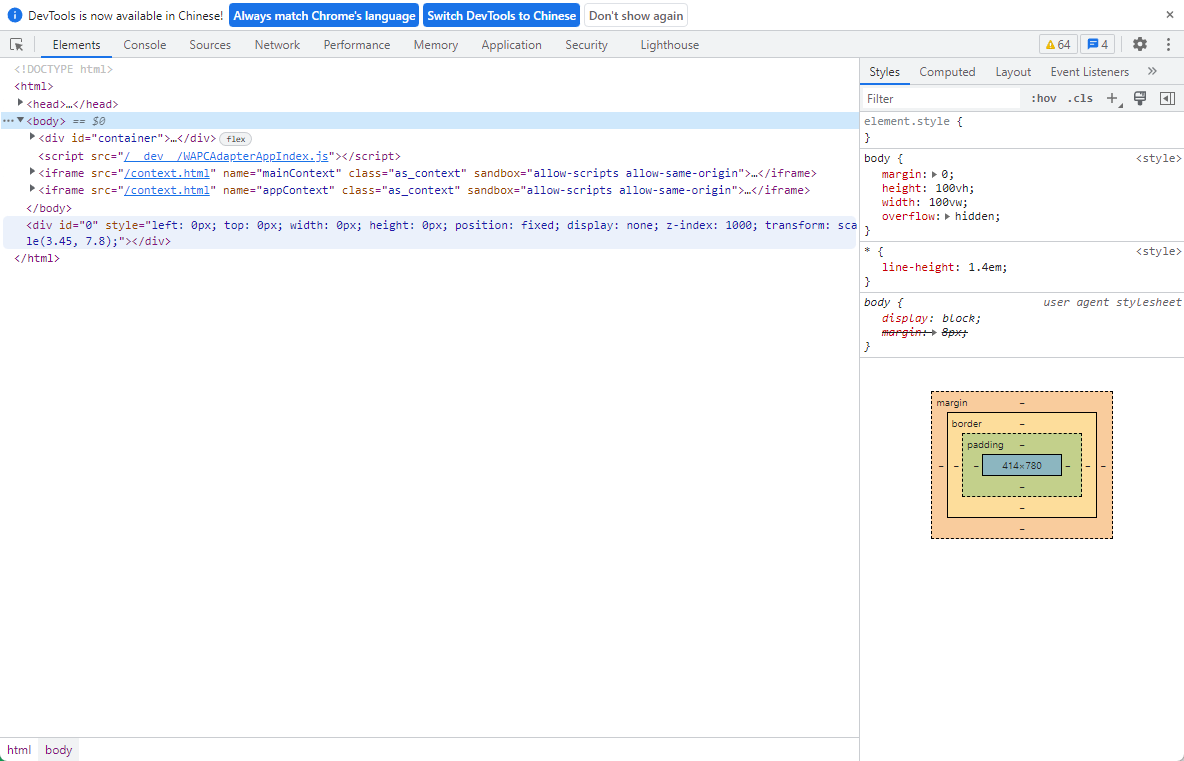 DevTools is now available in Chinese! Always match Chrome's language Switch DevTools to Chinese Don't show again ×
Elements Console Sources Network Performance Memory Application Security Lighthouse 64 4
<!DOCTYPE html>
<html>
<head>…</head>
<body> == $0
<div id="container">…</div> flex
<script src="/__dev__/WAPCAdapterAppIndex.js"></script>
<iframe src="/context.html" name="mainContext" class="as_context" sandbox="allow-scripts allow-same-origin">…</iframe>
<iframe src="/context.html" name="appContext" class="as_context" sandbox="allow-scripts allow-same-origin">…</iframe>
</body>
<div id="0" style="left: 0px; top: 0px; width: 0px; height: 0px; position: fixed; display: none; z-index: 1000; transform: sca
le(3.45, 7.8);"></div>
</html>
html body
Styles Computed Layout Event Listeners »
Filter :hov .cls +
element.style {
}
body { <style>
margin: 0;
height: 100vh;
width: 100vw;
overflow: hidden;
}
* { <style>
line-height: 1.4em;
}
body { user agent stylesheet
display: block;
margin: 8px;
}
margin –
border –
padding –
– – – 414×780 – – –
–
–
–